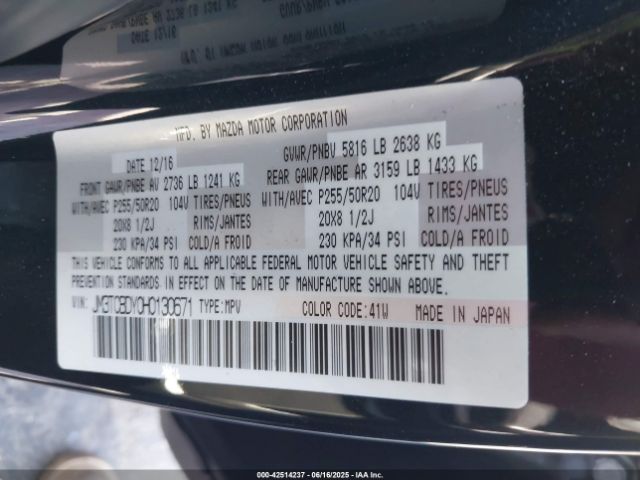 MFD. BY MAZDA MOTOR CORPORATION
DATE 12/16 GVWR/PNBV 5816 LB 2638 KG
FRONT GAWR/PNBE AV 2736 LB 1241 KG REAR GAWR/PNBE AR 3159 LB 1433 KG
WITH/AVEC P255/50R20 104V TIRES/PNEUS WITH/AVEC P255/50R20 104V TIRES/PNEUS
20X8 1/2J RIMS/JANTES 20X8 1/2J RIMS/JANTES
230 KPA/34 PSI COLD/A FROID 230 KPA/34 PSI COLD/A FROID
THIS VEHICLE CONFORMS TO ALL APPLICABLE FEDERAL MOTOR VEHICLE SAFETY AND THEFT
PREVENTION STANDARDS IN EFFECT ON THE DATE OF MANUFACTURE SHOWN ABOVE.
VIN: JM3TCBDY0H0130671 TYPE:MPV COLOR CODE:41W MADE IN JAPAN
000-42514237 - 06/16/2025 - IAA Inc.